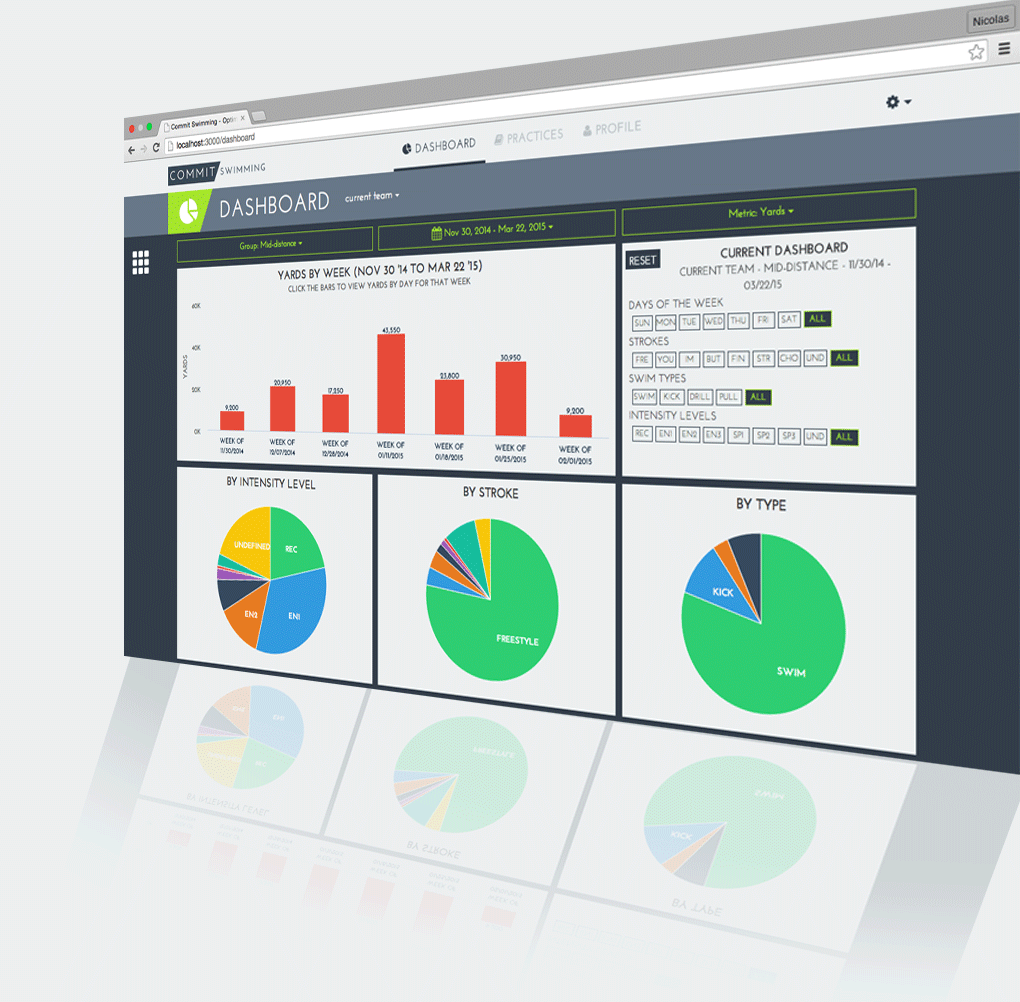 Nicolas
Commit Swimming - Opti
localhost:3000/dashboard
COMMIT SWIMMING
DASHBOARD PRACTICES PROFILE
DASHBOARD current team
Group: Mid-distance
Nov 30, 2014 - Mar 22, 2015
Metric: Yards
YARDS BY WEEK (NOV 30 '14 TO MAR 22 '15)
CLICK THE BARS TO VIEW YARDS BY DAY FOR THAT WEEK
YARDS
60K
40K
20K
0K
9,200
20,950
17,250
43,550
23,800
30,950
9,200
WEEK OF
11/30/2014
WEEK OF
12/07/2014
WEEK OF
12/28/2014
WEEK OF
01/11/2015
WEEK OF
01/18/2015
WEEK OF
01/25/2015
WEEK OF
02/01/2015
RESET
CURRENT DASHBOARD
CURRENT TEAM - MID-DISTANCE - 11/30/14 -
03/22/15
DAYS OF THE WEEK
SUN MON TUE WED THU FRI SAT ALL
STROKES
FRE YOU IM BUT FIN STR CHO UND ALL
SWIM TYPES
SWIM KICK DRILL PULL ALL
INTENSITY LEVELS
REC EN1 EN2 EN3 SP1 SP2 SP3 UND ALL
BY INTENSITY LEVEL
UNDEFINED
REC
EN2
EN1
BY STROKE
FREESTYLE
BY TYPE
KICK
SWIM